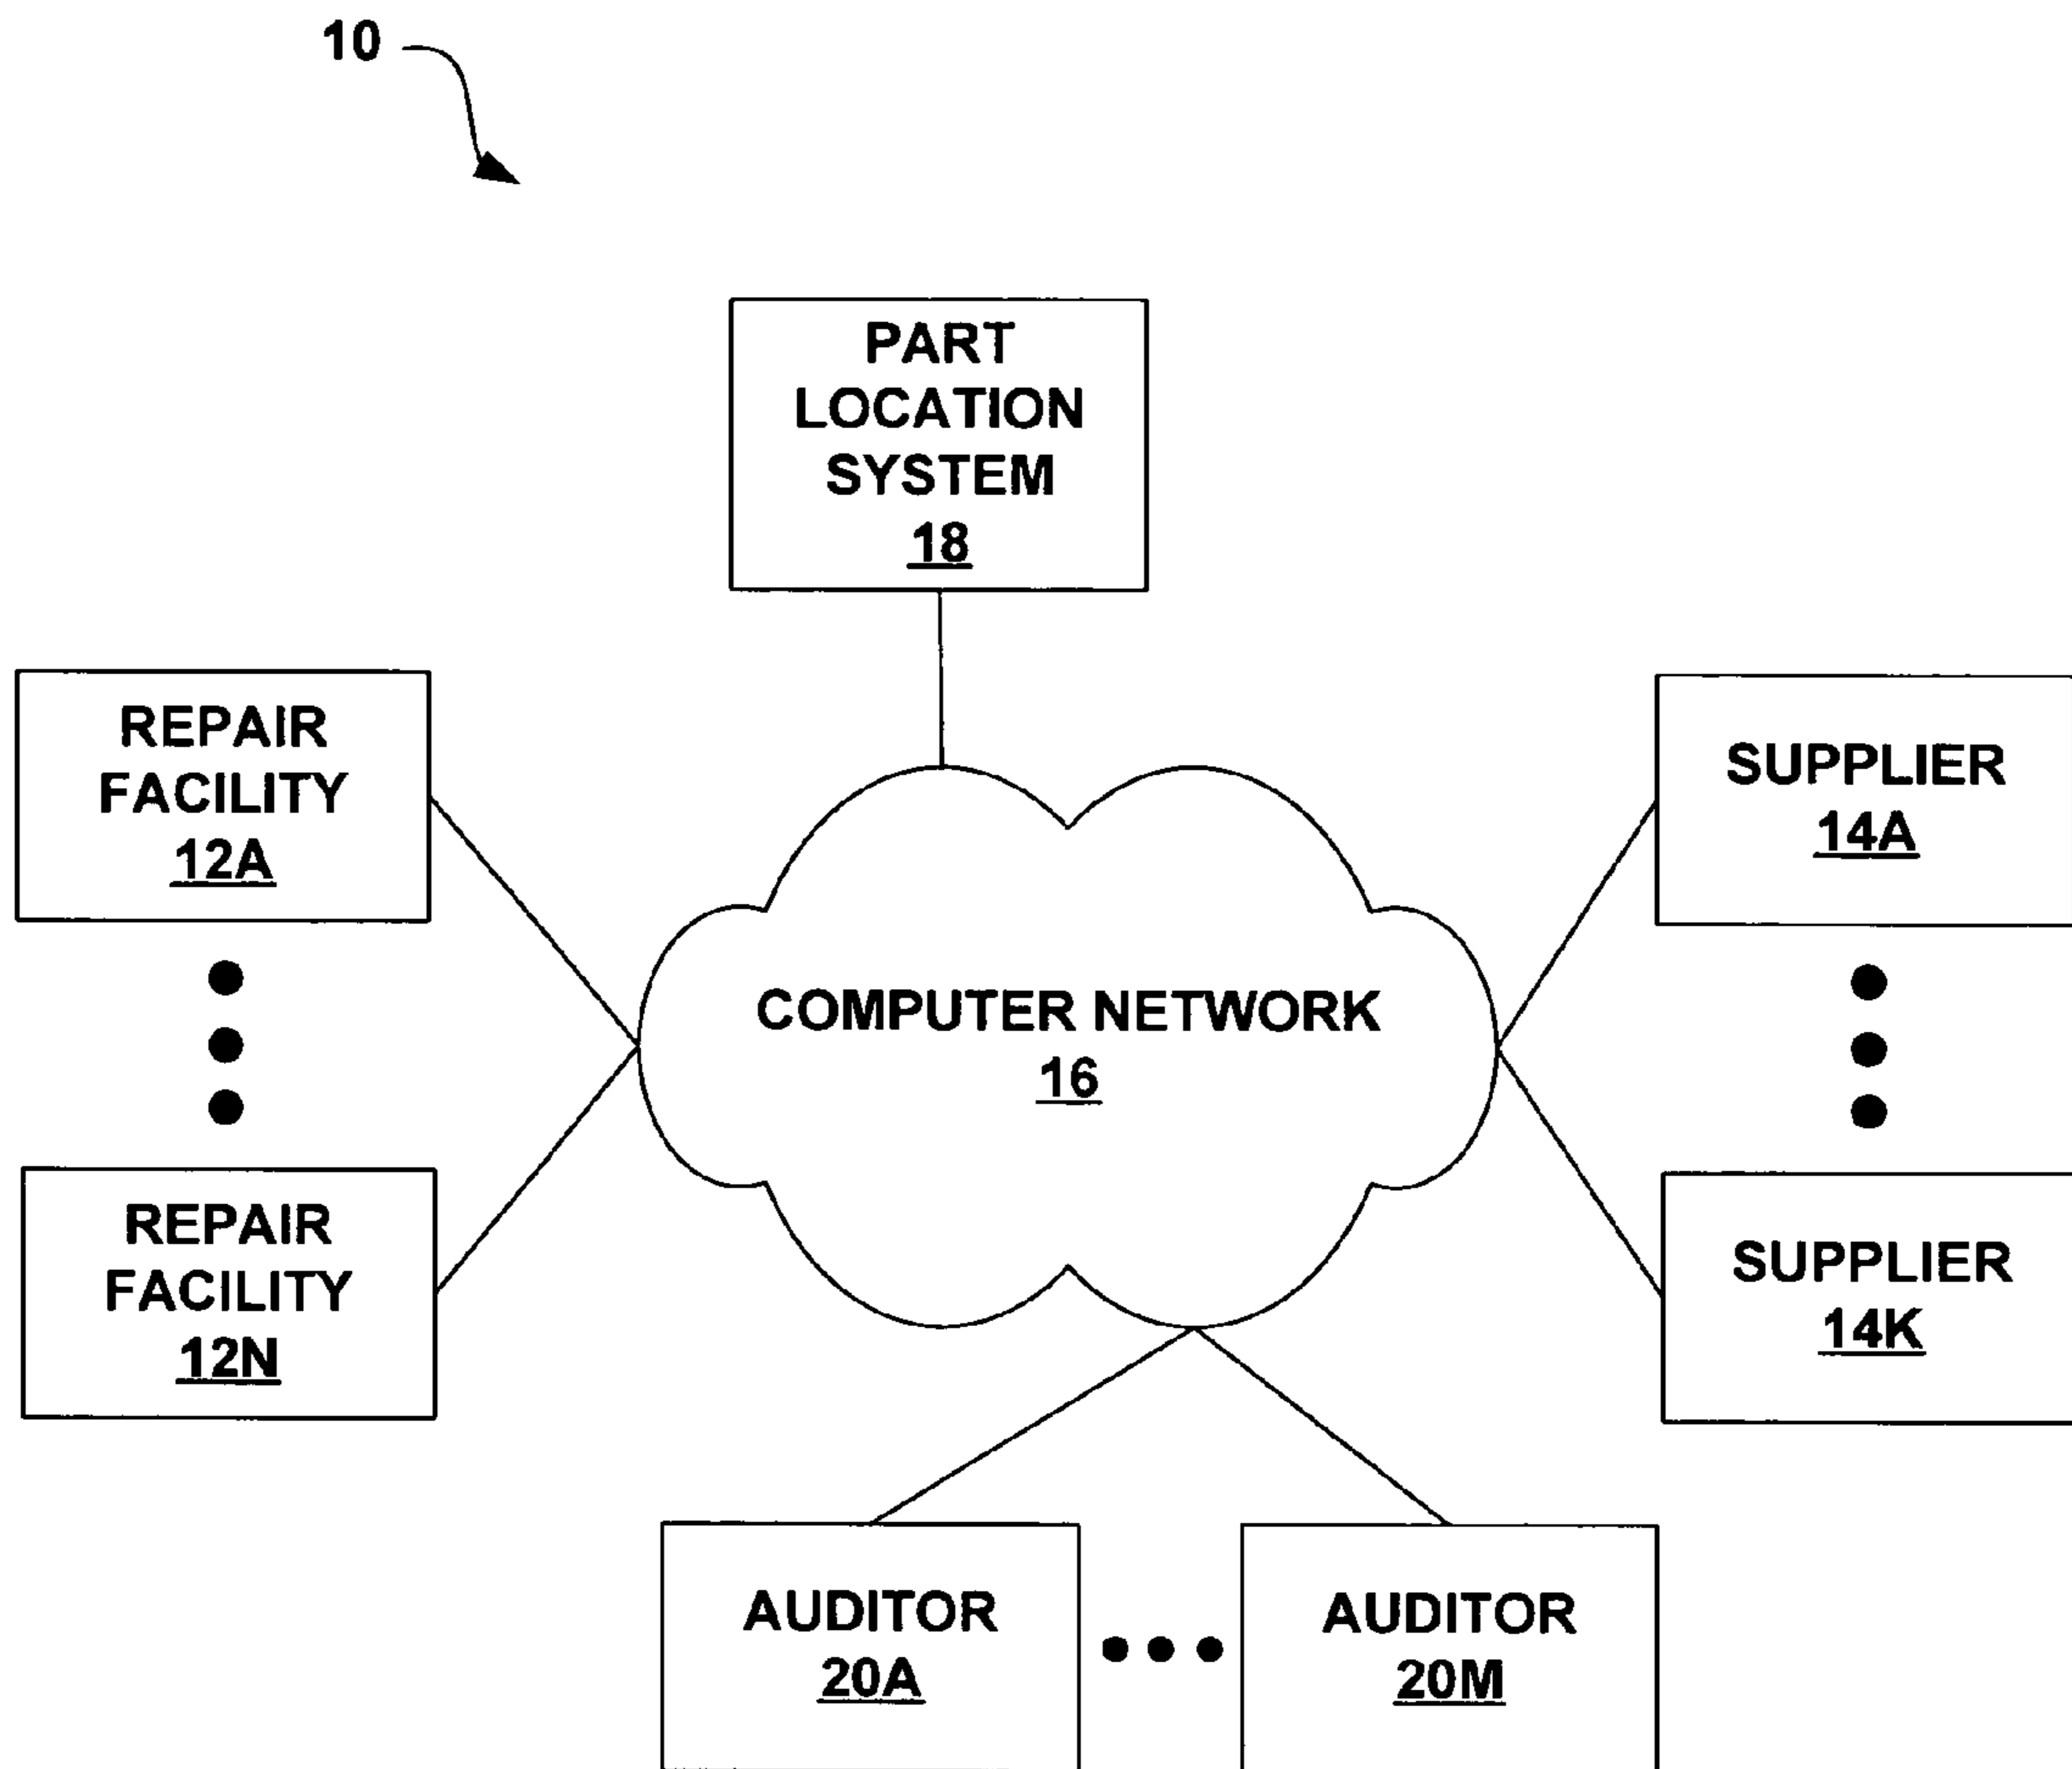 10
PART
LOCATION
SYSTEM
18
REPAIR
FACILITY
12A
SUPPLIER
14A
COMPUTER NETWORK
16
REPAIR
FACILITY
12N
SUPPLIER
14K
AUDITOR
20A
AUDITOR
20M